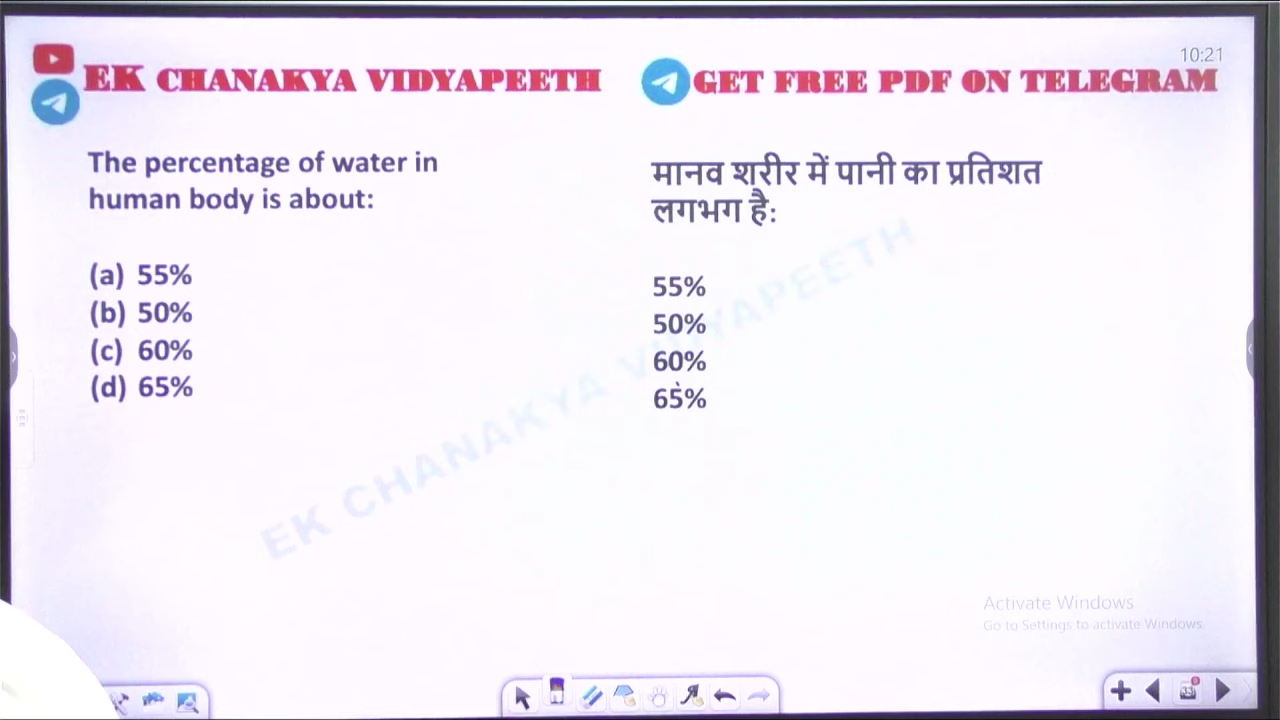 10:21
EK CHANAKYA VIDYAPEETH
GET FREE PDF ON TELEGRAM
The percentage of water in
human body is about:
(a) 55%
(b) 50%
(c) 60%
(d) 65%
मानव शरीर में पानी का प्रतिशत
लगभग है:
55%
50%
60%
65%
EK CHANAKYA VIDYAPEETH
Activate Windows
Go to Settings to activate Windows.
33